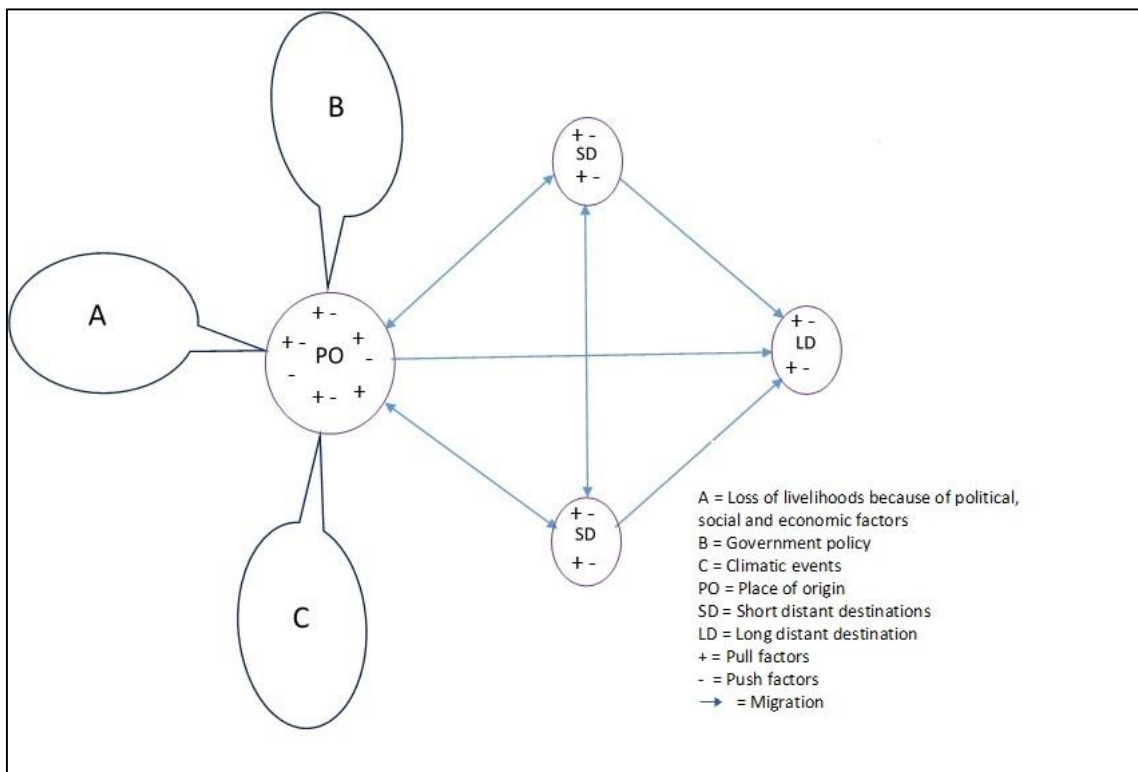 B
+ -
SD
+ -
A
+ -
+ - + -
PO
-
+ - +
+ -
LD
+ -
+ -
SD
+ -
C
A = Loss of livelihoods because of political,
social and economic factors
B = Government policy
C = Climatic events
PO = Place of origin
SD = Short distant destinations
LD = Long distant destination
+ = Pull factors
- = Push factors
→ = Migration